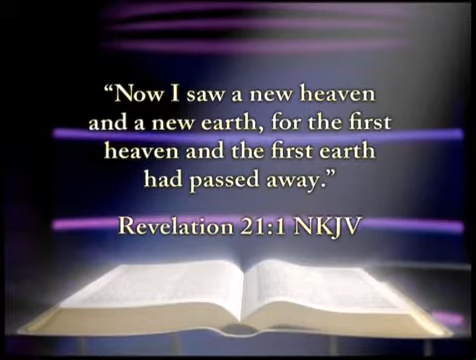 “Now I saw a new heaven
and a new earth, for the first
heaven and the first earth
had passed away.”
Revelation 21:1 NKJV